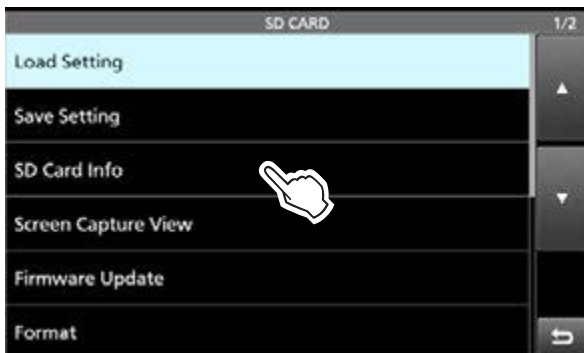 SD CARD 1/2
Load Setting
Save Setting
SD Card Info
Screen Capture View
Firmware Update
Format